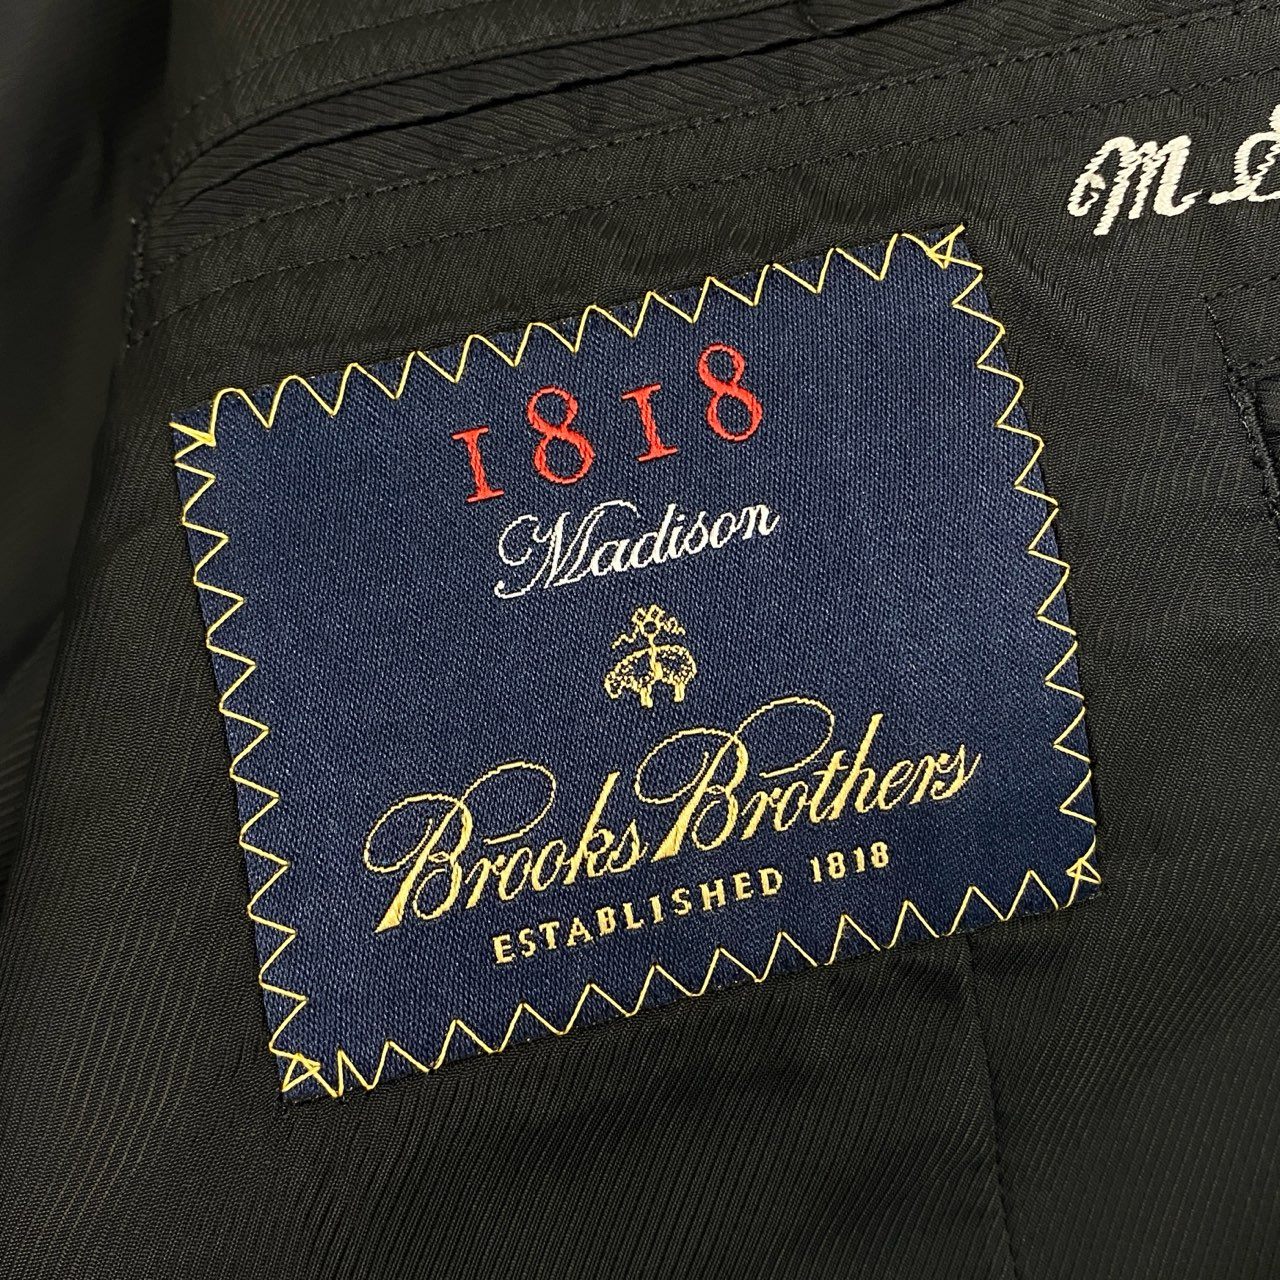 M
1818
Madison
Brooks Brothers
ESTABLISHED 1818